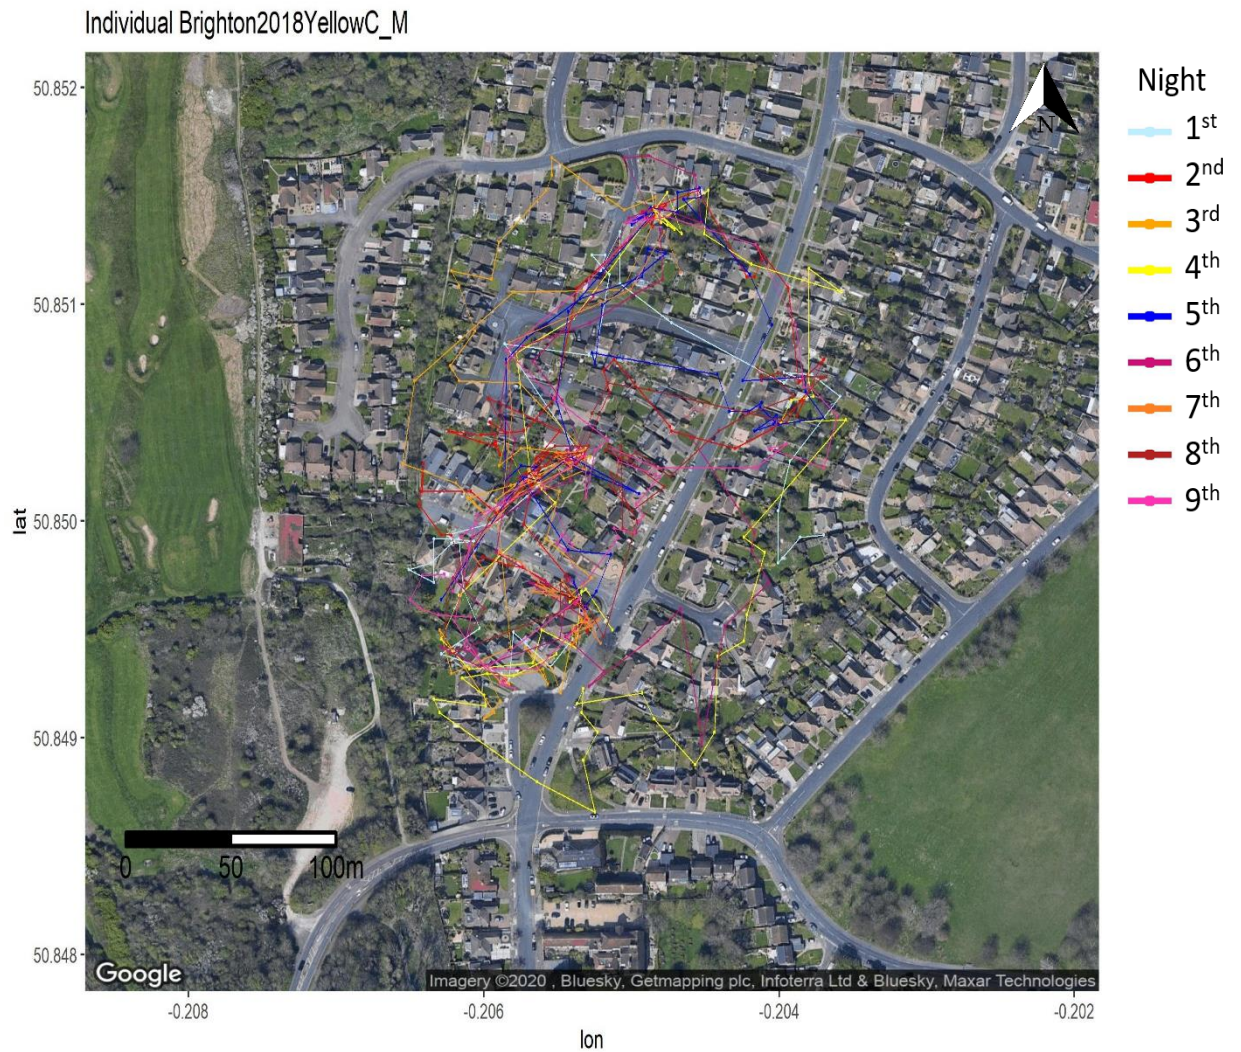 Individual Brighton2018YellowC_M
Night
1st
2nd
3rd
4th
5th
6th
7th
8th
9th
N
50.852
50.851
50.850
50.849
50.848
lat
0 50 100m
Google
Imagery ©2020 , Bluesky, Getmapping plc, Infoterra Ltd & Bluesky, Maxar Technologies
-0.208 -0.206 -0.204 -0.202
lon